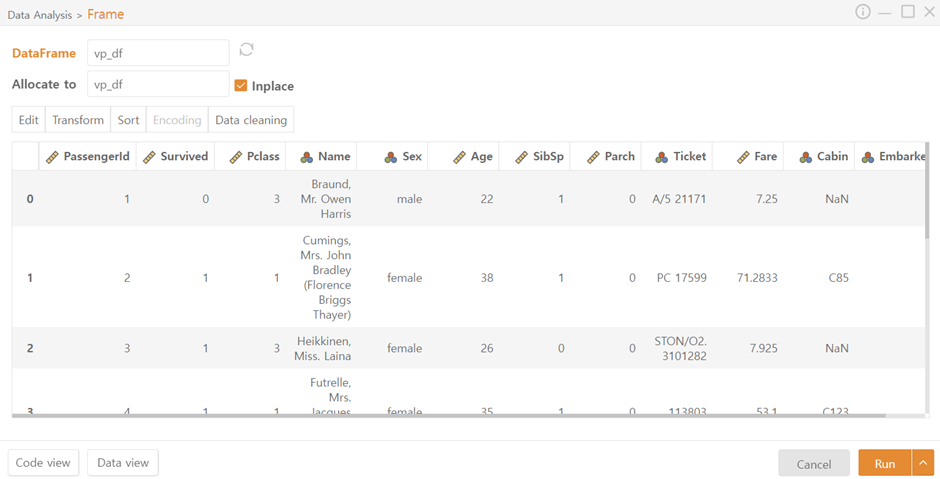 Data Analysis > Frame
DataFrame vp_df
Allocate to vp_df Inplace
Edit Transform Sort Encoding Data cleaning
PassengerId Survived Pclass Name Sex Age SibSp Parch Ticket Fare Cabin Embarke
0 1 0 3 Braund, Mr. Owen Harris male 22 1 0 A/5 21171 7.25 NaN
1 2 1 1 Cumings, Mrs. John Bradley (Florence Briggs Thayer) female 38 1 0 PC 17599 71.2833 C85
2 3 1 3 Heikkinen, Miss. Laina female 26 0 0 STON/O2. 3101282 7.925 NaN
3 4 1 1 Futrelle, Mrs. Jacques female 35 1 0 113803 53.1 C123
Code view Data view Cancel Run